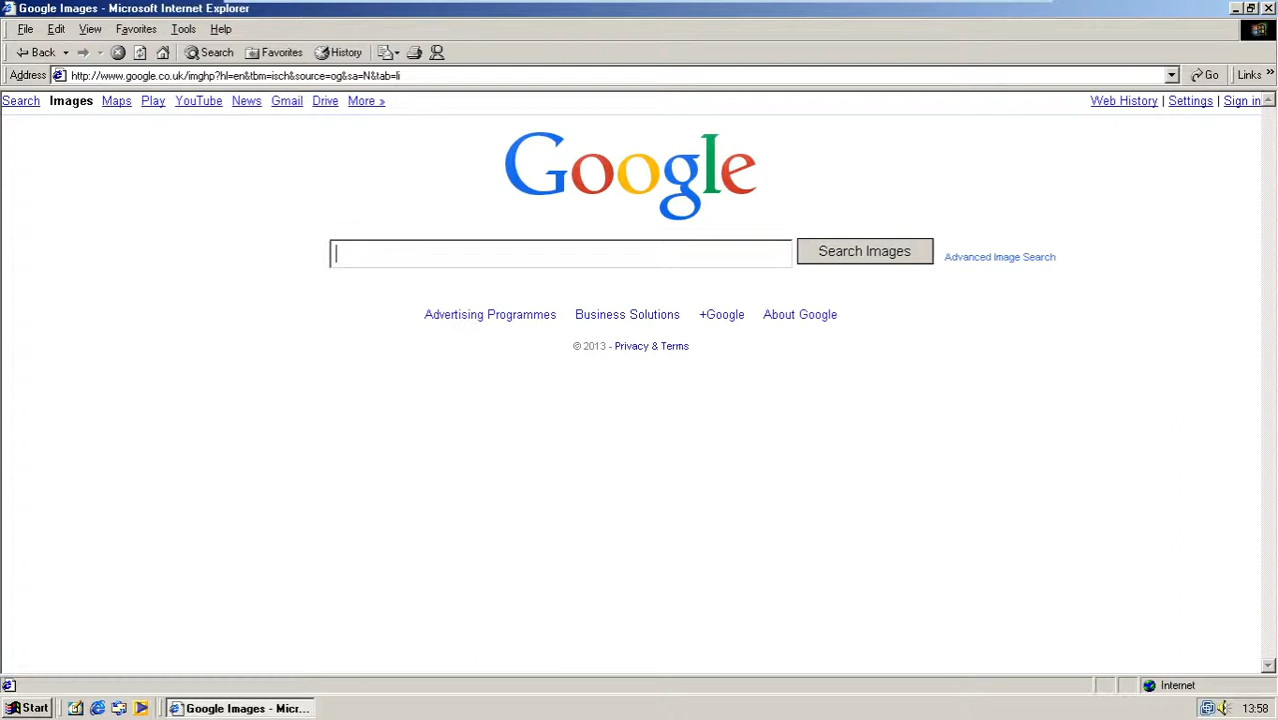 Google Images - Microsoft Internet Explorer
File Edit View Favorites Tools Help
Back Search Favorites History
Address http://www.google.co.uk/imghp?hl=en&tbm=isch&source=og&sa=N&tab=li Go Links »
Search Images Maps Play YouTube News Gmail Drive More » Web History | Settings | Sign in
Google
Search Images Advanced Image Search
Advertising Programmes Business Solutions +Google About Google
© 2013 - Privacy & Terms
Internet
Start Google Images - Micr... 13:58